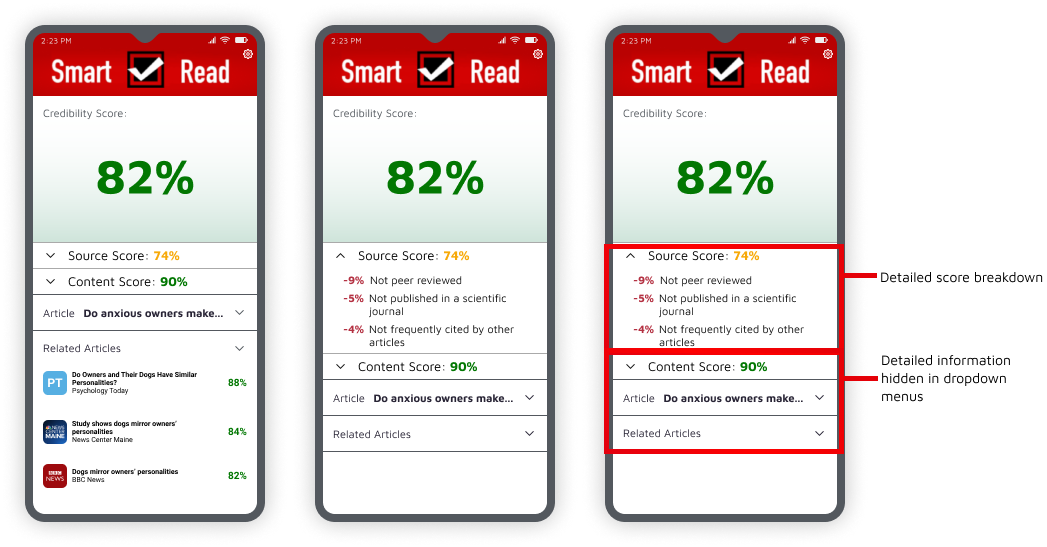 2:23 PM
Smart Read
Credibility Score:
82%
Source Score: 74%
Content Score: 90%
Article Do anxious owners make...
Related Articles
PT
Do Owners and Their Dogs Have Similar
Personalities?
Psychology Today
88%
NEWS
CENTER
MAINE
Study shows dogs mirror owners'
personalities
News Center Maine
84%
BBC
NEWS
Dogs mirror owners' personalities
BBC News
82%
2:23 PM
Smart Read
Credibility Score:
82%
Source Score: 74%
-9% Not peer reviewed
-5% Not published in a scientific
journal
-4% Not frequently cited by other
articles
Content Score: 90%
Article Do anxious owners make...
Related Articles
2:23 PM
Smart Read
Credibility Score:
82%
Source Score: 74%
-9% Not peer reviewed
-5% Not published in a scientific
journal
-4% Not frequently cited by other
articles
Content Score: 90%
Article Do anxious owners make...
Related Articles
Detailed score breakdown
Detailed information
hidden in dropdown
menus